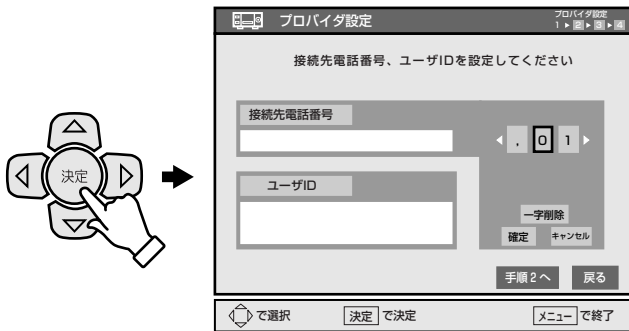 プロバイダ設定
プロバイダ設定
1 ▶ 2 ▶ 3 ▶ 4
接続先電話番号、ユーザIDを設定してください
接続先電話番号
, 0 1
決定
ユーザID
一字削除
確定 キャンセル
手順2へ 戻る
で選択 決定 で決定 メニュー で終了